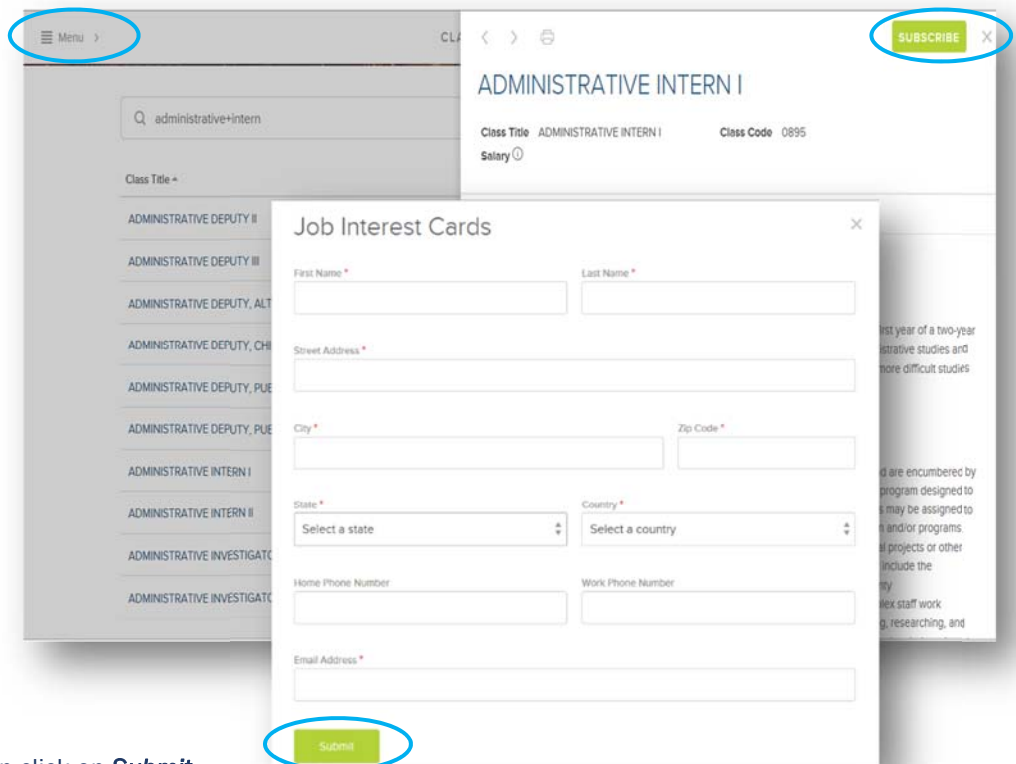 Menu >
CLA
SUBSCRIBE X
ADMINISTRATIVE INTERN I
administrative+intern
Class Title ADMINISTRATIVE INTERN I Class Code 0895
Salary
Class Title
ADMINISTRATIVE DEPUTY II
ADMINISTRATIVE DEPUTY III
ADMINISTRATIVE DEPUTY, ALT
ADMINISTRATIVE DEPUTY, CHI
ADMINISTRATIVE DEPUTY, PUB
ADMINISTRATIVE DEPUTY, PUB
ADMINISTRATIVE INTERN I
ADMINISTRATIVE INTERN II
ADMINISTRATIVE INVESTIGATO
ADMINISTRATIVE INVESTIGATO
Job Interest Cards ×
First Name * Last Name *
Street Address *
City * Zip Code *
State * Country *
Select a state Select a country
Home Phone Number Work Phone Number
Email Address *
Submit
first year of a two-year
istrative studies and
more difficult studies
d are encumbered by
program designed to
s may be assigned to
n and/or programs
al projects or other
include the
nty
plex staff work
g, researching, and
n click on Submit